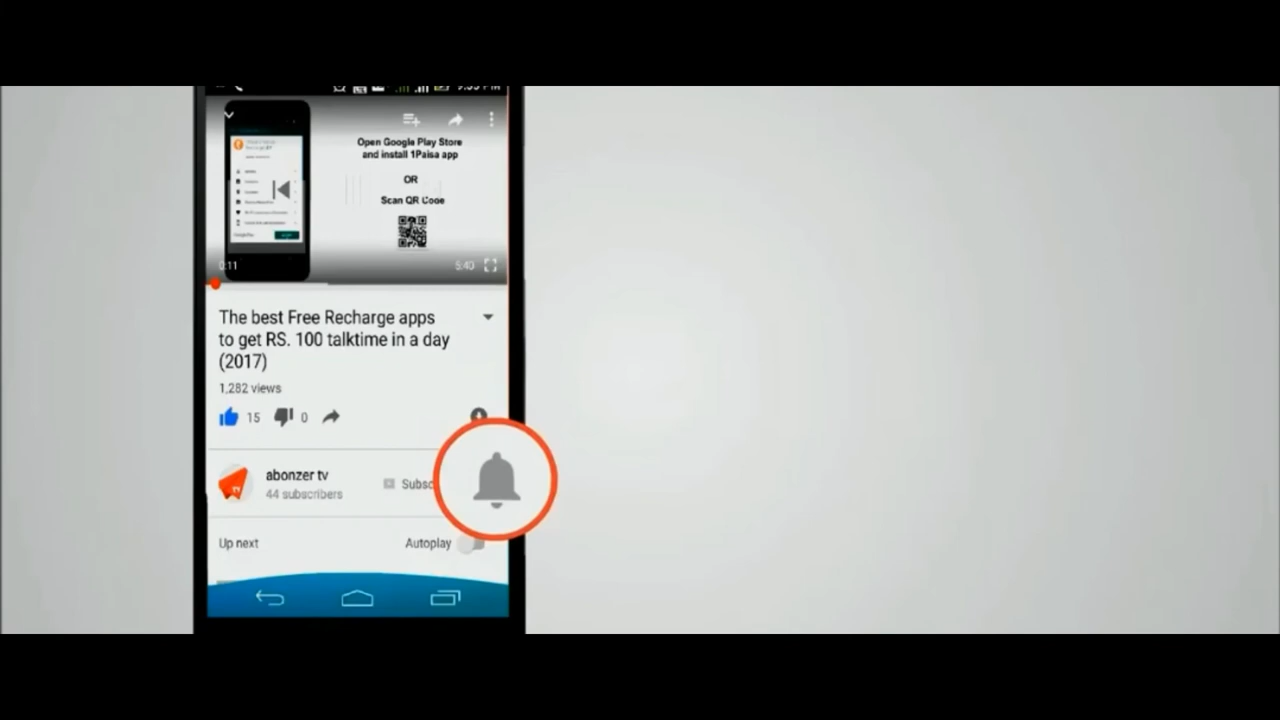 Open Google Play Store
and install 1Paisa app
OR
Scan QR Code
0:11
5:40
The best Free Recharge apps
to get RS. 100 talktime in a day
(2017)
1,282 views
15
0
abonzer tv
44 subscribers
Subsc
Up next
Autoplay